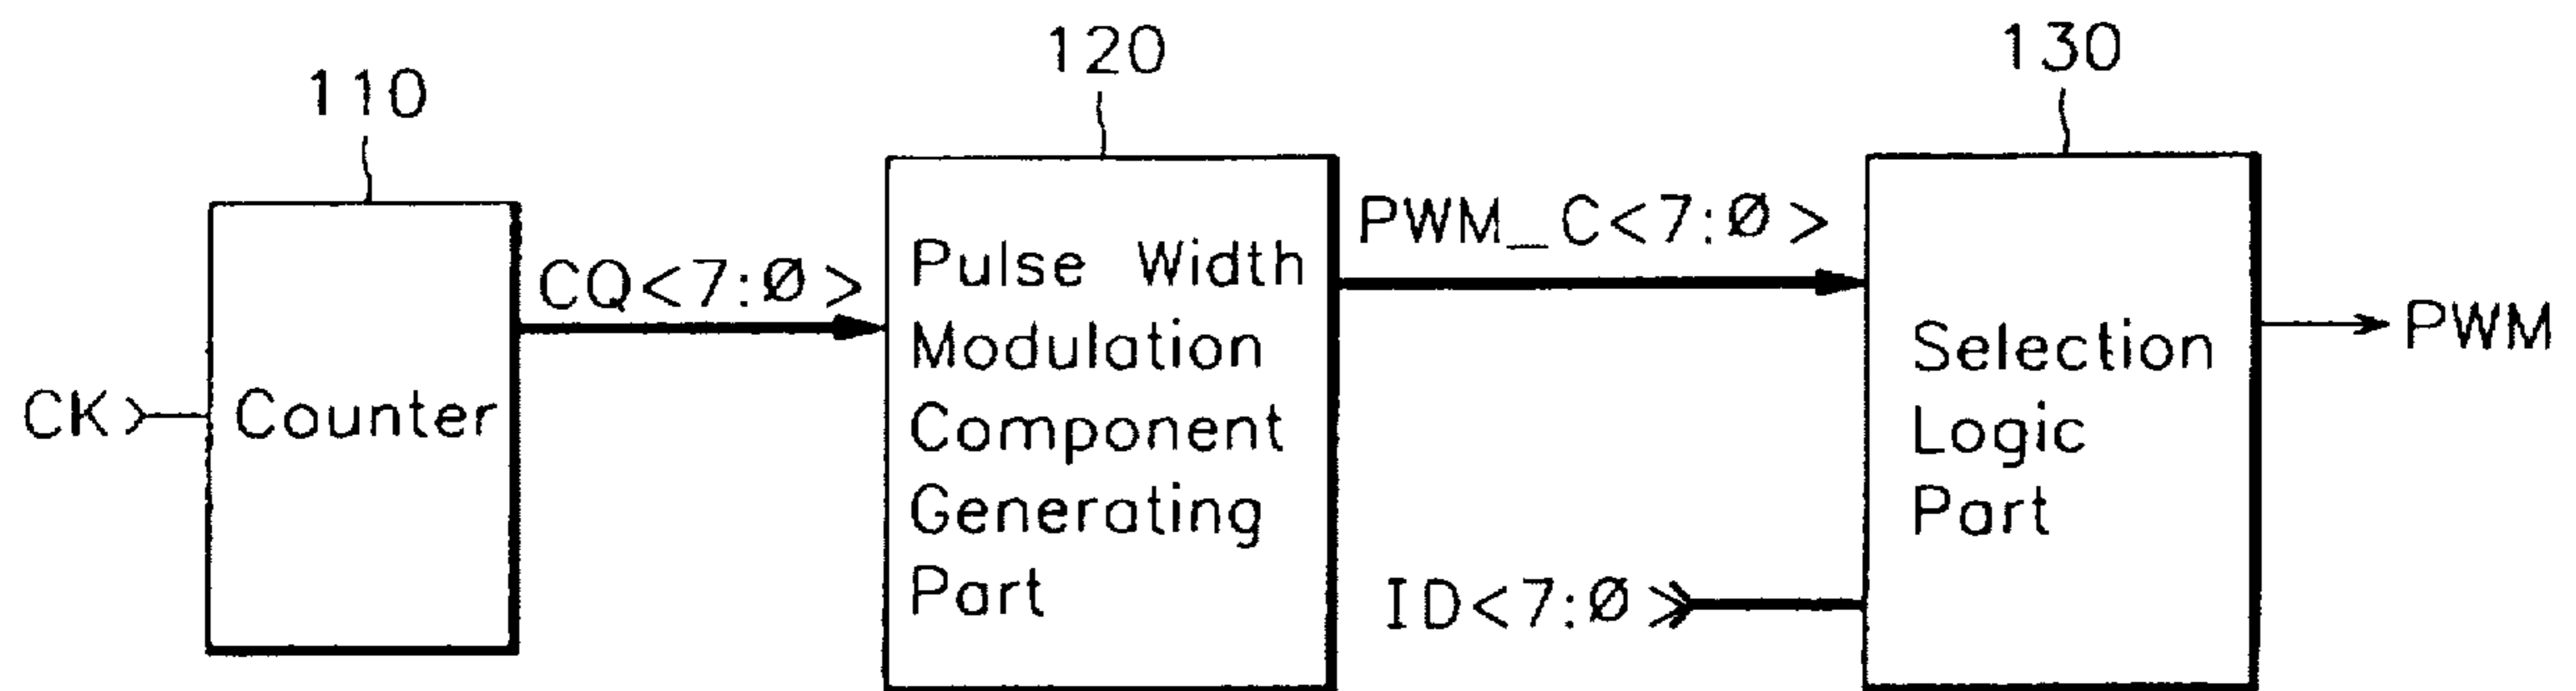 110
120
130
CK
Counter
CQ<7:Ø>
Pulse Width
Modulation
Component
Generating
Part
PWM_C<7:Ø>
ID<7:Ø>
Selection
Logic
Part
PWM